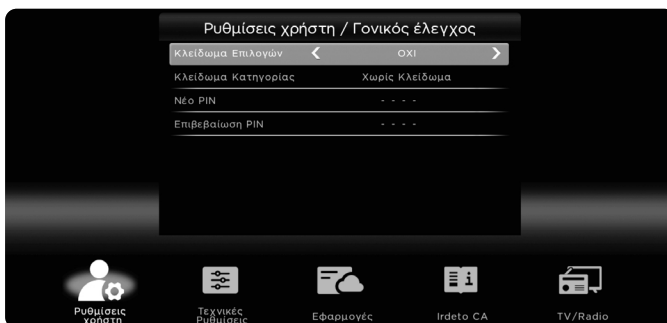 Ρυθμίσεις χρήστη / Γονικός έλεγχος
Κλείδωμα Επιλογών < ΟΧΙ >
Κλείδωμα Κατηγορίας Χωρίς Κλείδωμα
Νέο PIN - - - -
Επιβεβαίωση PIN - - - -
Ρυθμίσεις χρήστη
Τεχνικές Ρυθμίσεις
Εφαρμογές
Irdeto CA
TV/Radio